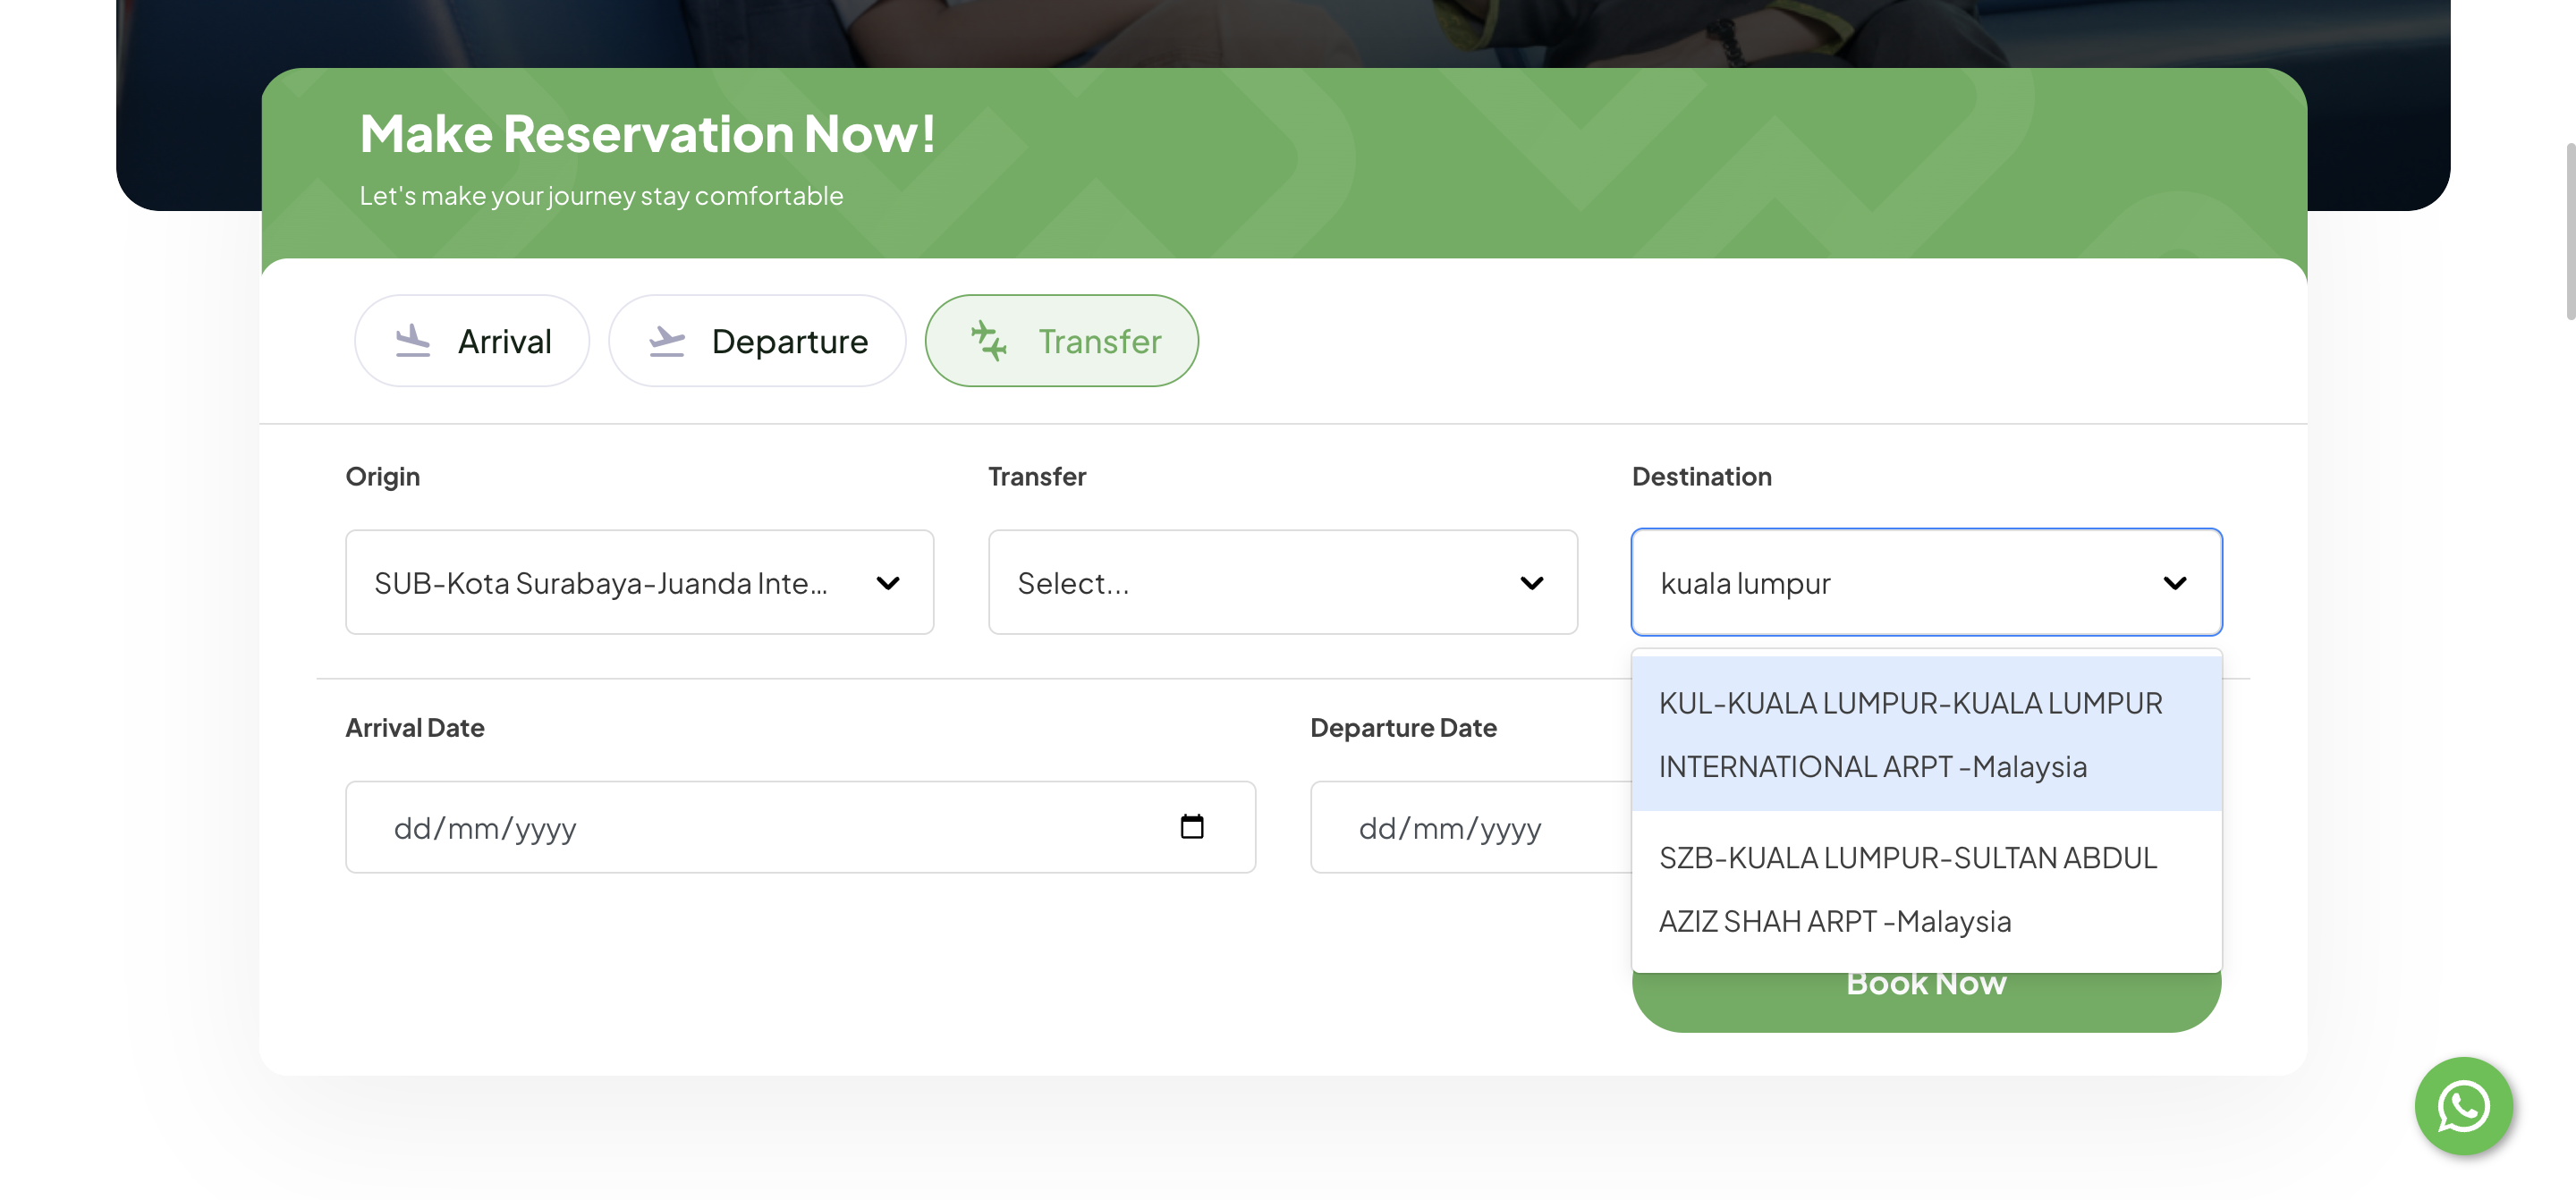 Make Reservation Now!
Let's make your journey stay comfortable
Arrival
Departure
Transfer
Origin
Transfer
Destination
SUB-Kota Surabaya-Juanda Inte...
Select...
kuala lumpur
KUL-KUALA LUMPUR-KUALA LUMPUR
INTERNATIONAL ARPT -Malaysia
SZB-KUALA LUMPUR-SULTAN ABDUL
AZIZ SHAH ARPT -Malaysia
Arrival Date
Departure Date
dd/mm/yyyy
dd/mm/yyyy
Book Now